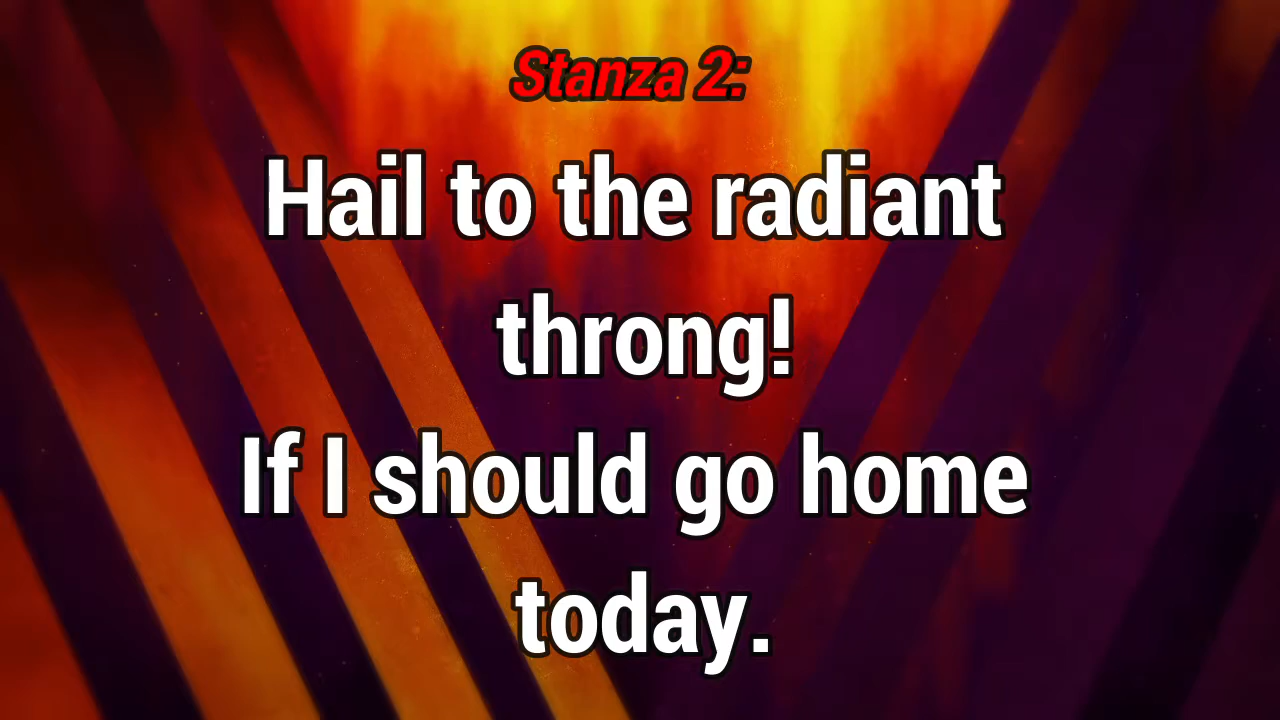 Stanza 2:
Hail to the radiant
throng!
If I should go home
today.